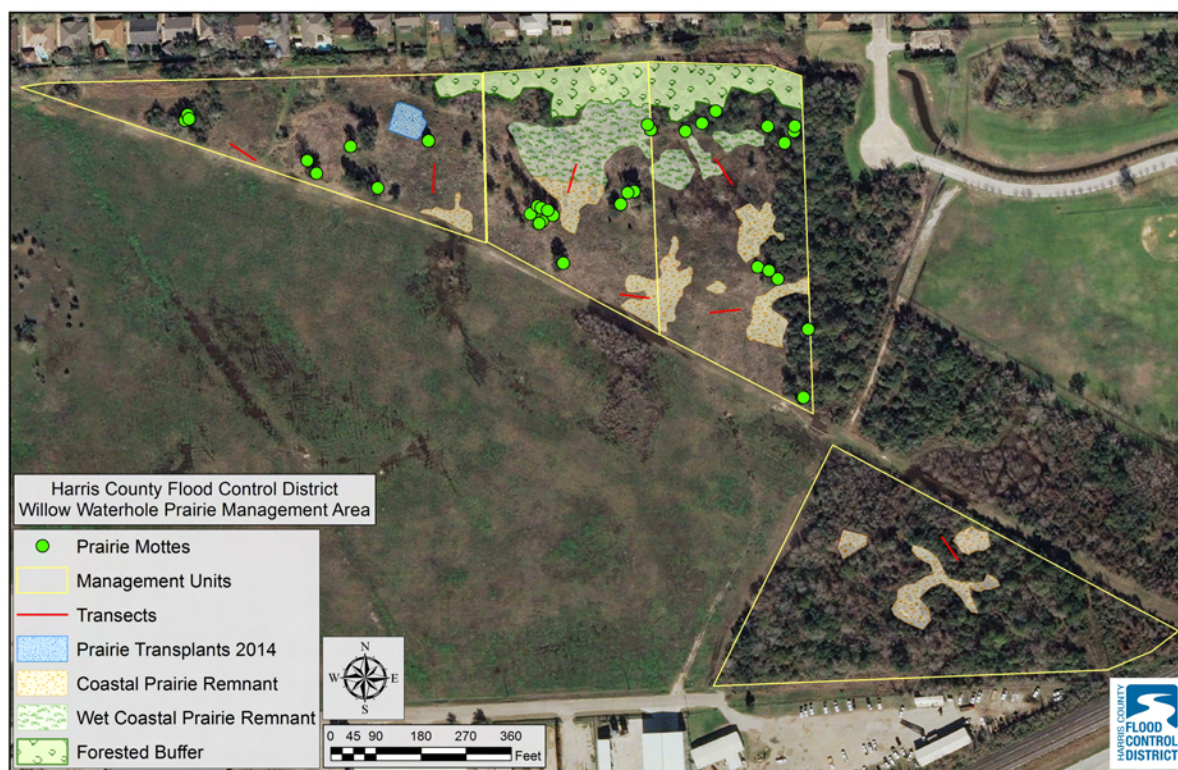 Harris County Flood Control District
Willow Waterhole Prairie Management Area
Prairie Mottes
Management Units
Transects
Prairie Transplants 2014
Coastal Prairie Remnant
Wet Coastal Prairie Remnant
Forested Buffer
N
W E
S
0 45 90 180 270 360
Feet
HARRIS COUNTY
FLOOD
CONTROL
DISTRICT